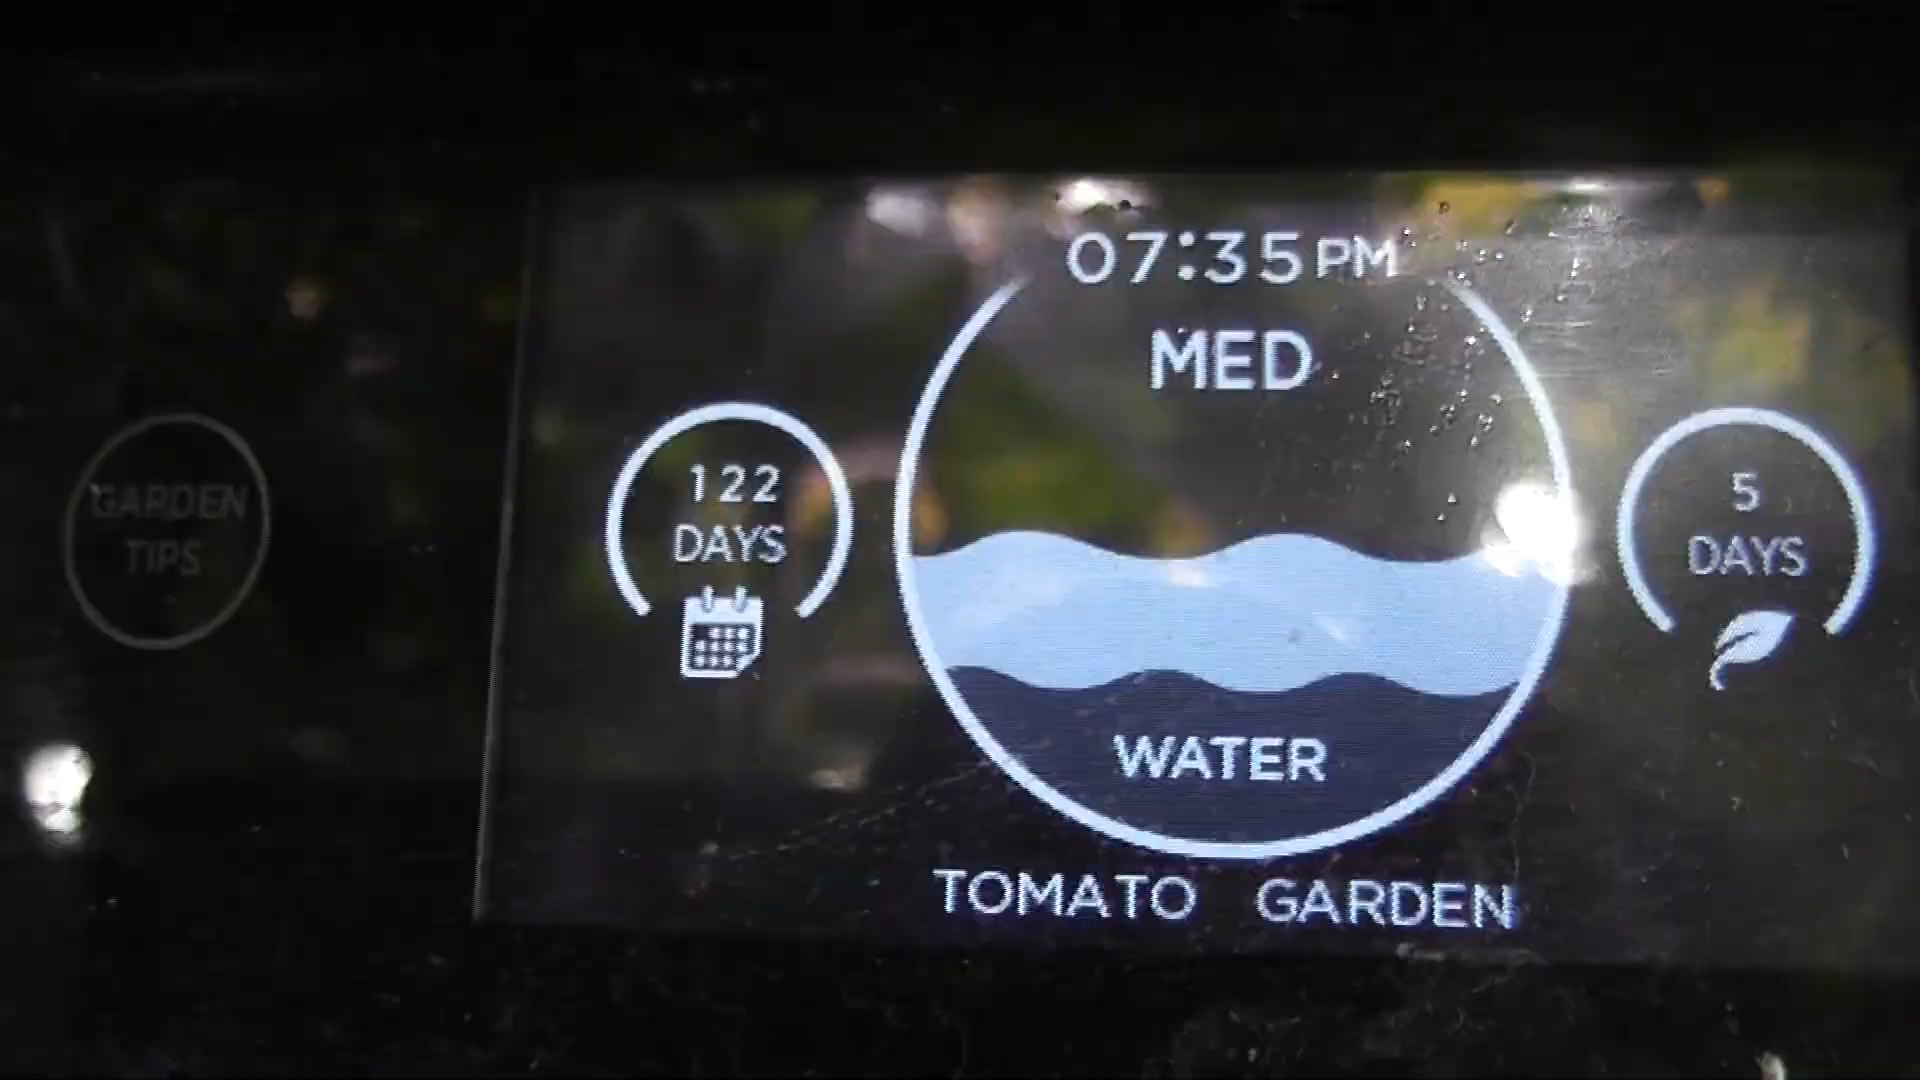 07:35 PM
MED
122
DAYS
5
DAYS
GARDEN
TIPS
WATER
TOMATO GARDEN